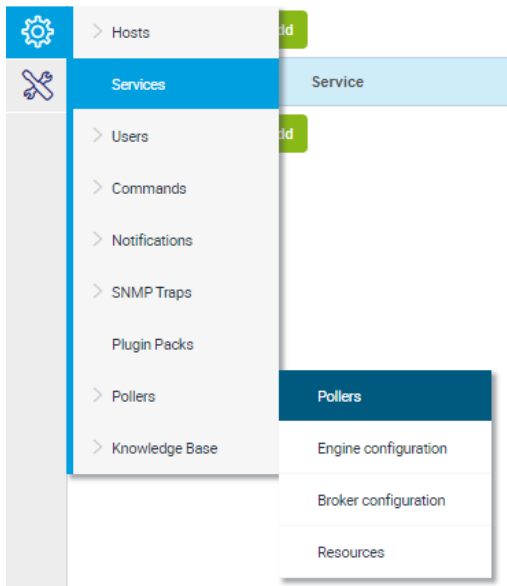 Hosts
Services
Service
Users
Commands
Notifications
SNMP Traps
Plugin Packs
Pollers
Pollers
Knowledge Base
Engine configuration
Broker configuration
Resources